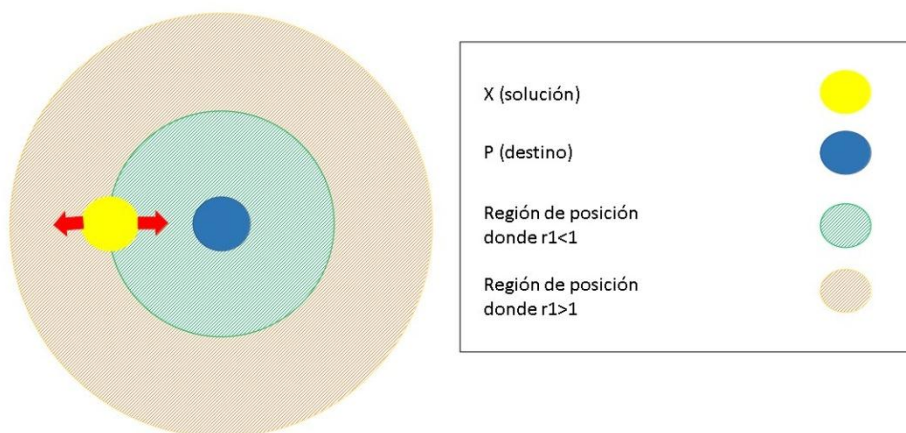 X (solución)
P (destino)
Región de posición
donde r1<1
Región de posición
donde r1>1